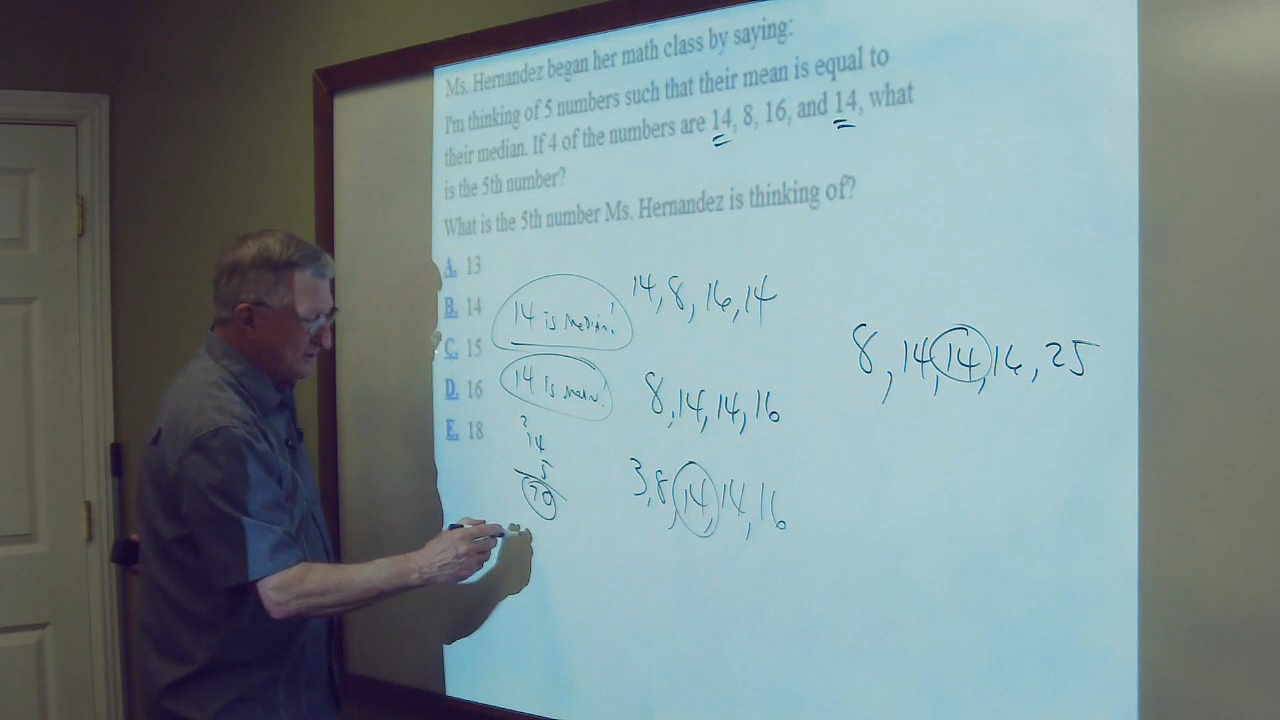 Ms. Hernandez began her math class by saying:
I'm thinking of 5 numbers such that their mean is equal to
their median. If 4 of the numbers are 14, 8, 16, and 14, what
is the 5th number?
What is the 5th number Ms. Hernandez is thinking of?
A. 13
B. 14
C. 15
D. 16
E. 18
14 is median!
14 is mean!
2
14
5
70
14, 8, 16, 14
8, 14, 14, 16
3, 8, 14, 14, 16
8, 14, 14, 16, 25